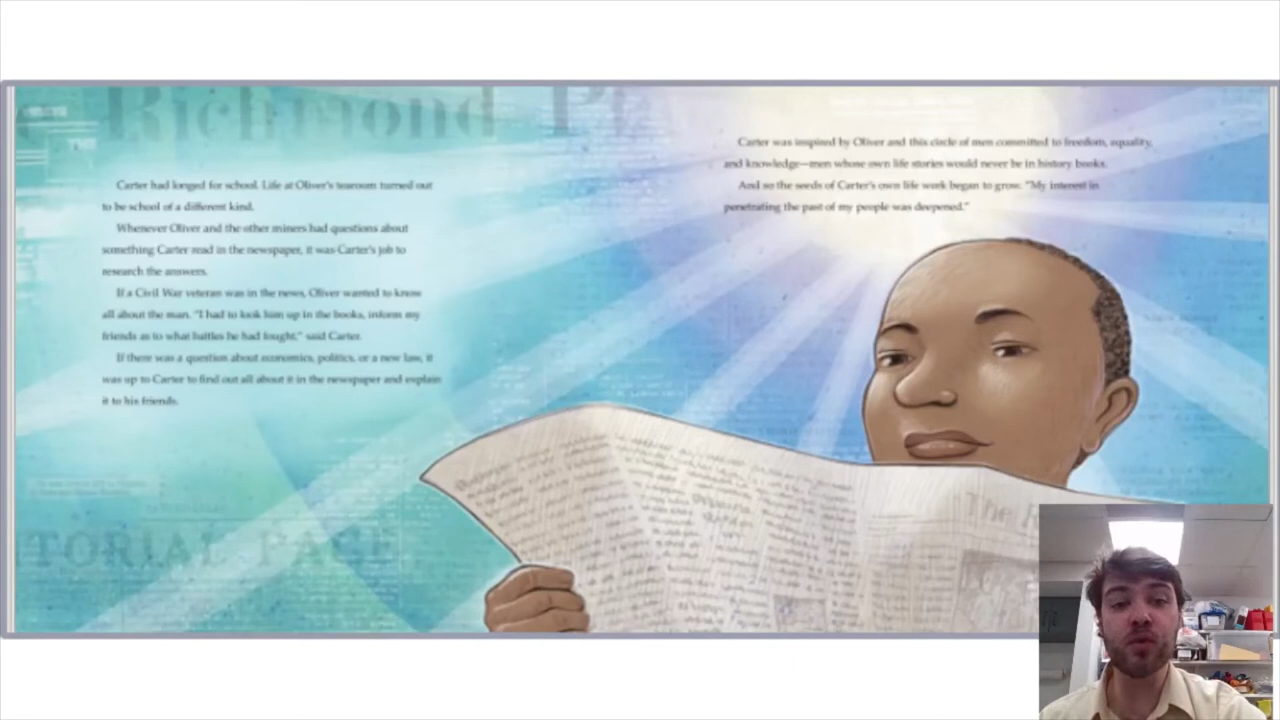 Richmond Pl
Carter had longed for school. Life at Oliver's tearoom turned out
to be school of a different kind.
Whenever Oliver and the other miners had questions about
something Carter read in the newspaper, it was Carter's job to
research the answers.
If a Civil War veteran was in the news, Oliver wanted to know
all about the man. "I had to look him up in the books, inform my
friends as to what battles he had fought," said Carter.
If there was a question about economics, politics, or a new law, it
was up to Carter to find out all about it in the newspaper and explain
it to his friends.
Carter was inspired by Oliver and this circle of men committed to freedom, equality,
and knowledge—men whose own life stories would never be in history books.
And so the seeds of Carter's own life work began to grow. "My interest in
penetrating the past of my people was deepened."
TORIAL PAGE
The R